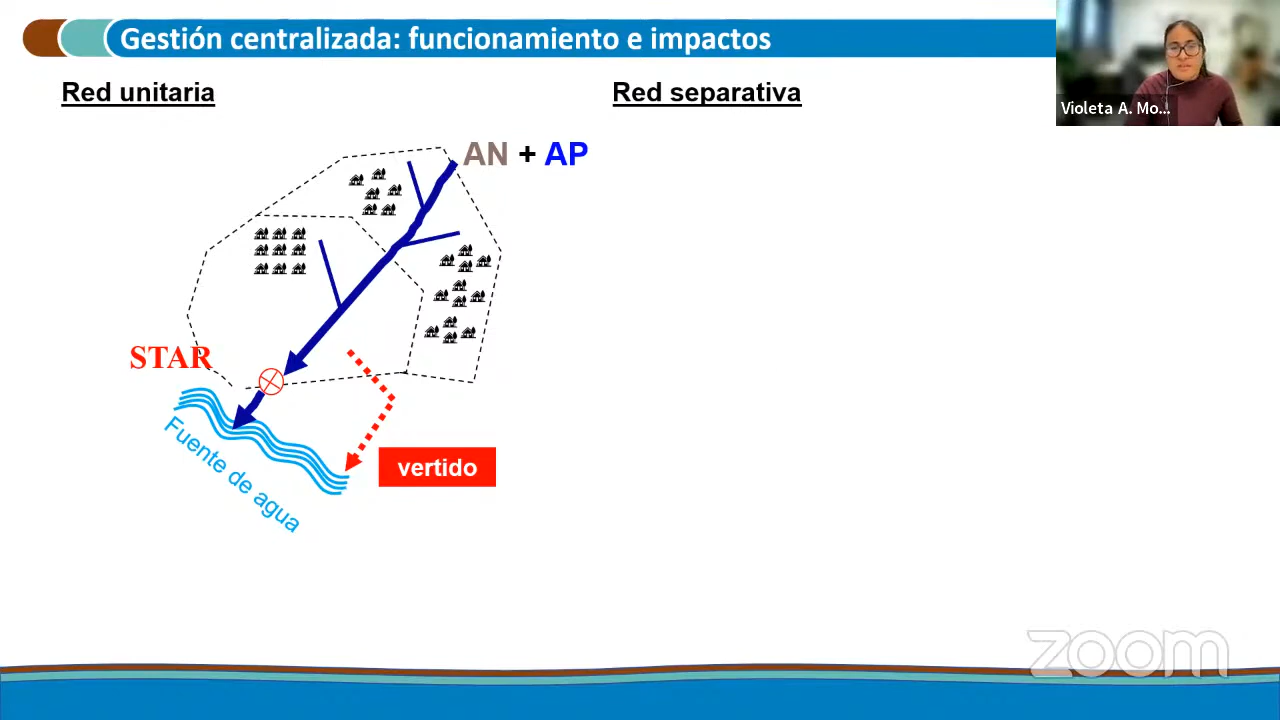 Gestión centralizada: funcionamiento e impactos
Violeta A. Mo...
Red unitaria
Red separativa
AN + AP
STAR
Fuente de agua
vertido
zoom